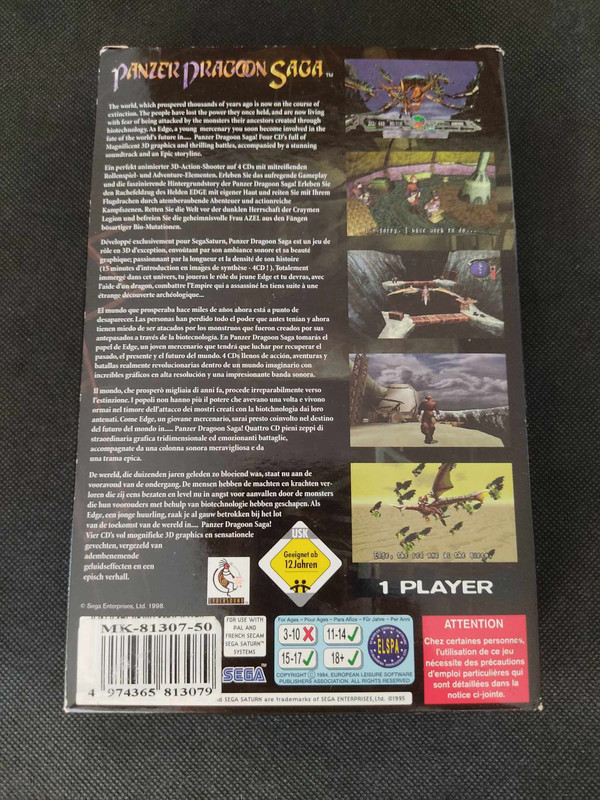 PANZER DRAGOON SAGA™
The world, which prospered thousands of years ago is now on the course of
extinction. The people have lost the power they once held, and are now living
with fear of being attacked by the monsters their ancestors created through
biotechnology. As Edge, a young mercenary you soon become involved in the
fate of the world's future in.... Panzer Dragoon Saga! Four CD's full of
Magnificent 3D graphics and thrilling battles, accompanied by a stunning
soundtrack and an Epic storyline.
Ein perfekt animierter 3D-Action-Shooter auf 4 CDs mit mitreißenden
Rollenspiel- und Adventure-Elementen. Erleben Sie das aufregende Gameplay
und die faszinierende Hintergrundstory der Panzer Dragoon Saga! Erleben Sie
den Rachefeldzug des Helden EDGE mit eigener Haut und reiten Sie mit Ihrem
Flugdrachen durch atemberaubende Abenteuer und actionreiche
Kampfszenen. Retten Sie die Welt vor der dunklen Herrschaft der Craymen
Legion und befreien Sie die geheimnisvolle Frau AZEL aus den Fängen
bösartiger Bio-Mutationen.
Développé exclusivement pour SegaSaturn, Panzer Dragoon Saga est un jeu de
rôle en 3D d'exception, envoûtant par son ambiance sonore et sa beauté
graphique; passionnant par la longueur et la densité de son histoire
(15 minutes d'introduction en images de synthèse - 4CD ! ). Totalement
immergé dans cet univers, tu joueras le rôle du jeune Edge et tu devras, avec
l'aide d'un dragon, combattre l'Empire qui a assassiné les tiens suite à une
étrange découverte archéologique...
El mundo que prosperaba hace miles de años ahora está a punto de
desaparecer. Las personas han perdido todo el poder que antes tenían y ahora
tienen miedo de ser atacados por los monstruos que fueron creados por sus
antepasados a través de la biotecnología. En Panzer Dragoon Saga tomarás el
papel de Edge, un joven mercenario que tendrá que luchar por recuperar el
pasado, el presente y el futuro del mundo. 4 CDs llenos de acción, aventuras y
batallas realmente revolucionarias dentro de un mundo imaginario con
increíbles gráficos en alta resolución y una impresionante banda sonora.
Il mondo, che prosperò migliaia di anni fa, procede irreparabilmente verso
l'estinzione. I popoli non hanno più il potere che avevano una volta e vivono
ormai nel timore dell'attacco dei mostri creati con la biotchnologia dai loro
antenati. Come Edge, un giovane mercenario, sarai presto coinvolto nel destino
del futuro del mondo in.... Panzer Dragoon Saga! Quattro CD pieni zeppi di
straordinaria grafica tridimensionale ed emozionanti battaglie,
accompagnate da una colonna sonora meravigliosa e da
una trama epica.
De wereld, die duizenden jaren geleden zo bloeiend was, staat nu aan de
vooravond van de ondergang. De mensen hebben de machten en krachten ver-
loren die zij eens bezaten en level nu in angst voor aanvallen door de monsters
die hun voorouders met behulp van biotechnologie hebben geschapen. Als
Edge, een jonge huurling, raak je al gauw betrokken bij het lot
van de toekomst van de wereld in.... Panzer Dragoon Saga!
Vier CD's vol mognifieke 3D graphics en sensationele
gevechten, vergezeld van
adembenemende
geluidseffecten en een
episch verhall.
USK
Geeignet ab
12 Jahren
1 PLAYER
© Sega Enterprises, Ltd. 1998.
MK-81307-50
4 974365 813079
FOR USE WITH
PAL AND
FRENCH SECAM
SEGA SATURN™
SYSTEMS
SEGA™
For Ages - Pour Ages - Para Años - Für Jahre - Per Anni
3-10
11-14
15-17
18+
ELSPA
COPYRIGHT © 1994, EUROPEAN LEISURE SOFTWARE
PUBLISHERS ASSOCIATION. ALL RIGHTS RESERVED
SEGA SATURN are trademarks of SEGA ENTERPRISES, LTD. ©1995
ATTENTION
Chez certaines personnes,
l'utilisation de ce jeu
nécessite des précautions
d'emploi particulières qui
sont détaillées dans la
notice ci-jointe.